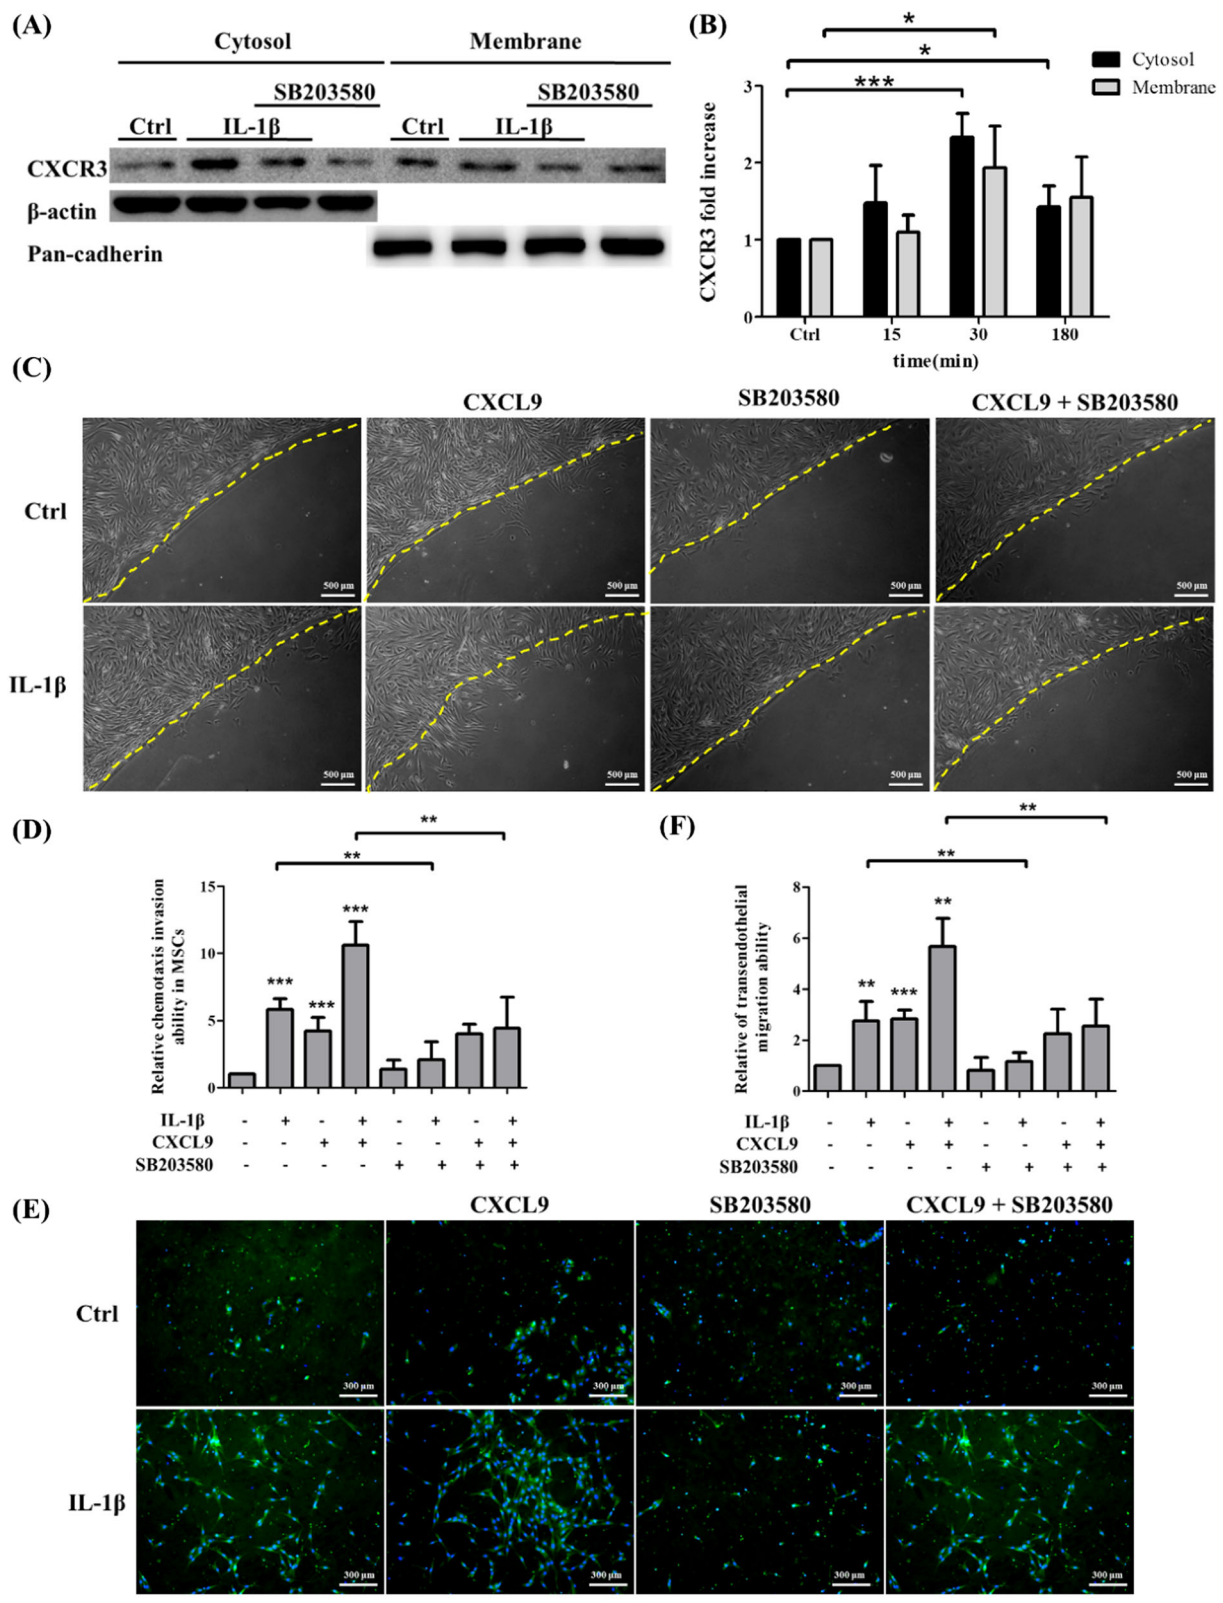 (A)
Cytosol Membrane
SB203580 SB203580
Ctrl IL-1β Ctrl IL-1β
CXCR3
β-actin
Pan-cadherin
(B)
*
*
***
Cytosol
Membrane
CXCR3 fold increase
3
2
1
0
Ctrl 15 30 180
time(min)
(C)
CXCL9 SB203580 CXCL9 + SB203580
Ctrl
500 μm 500 μm 500 μm 500 μm
IL-1β
500 μm 500 μm 500 μm 500 μm
(D)
**
**
Relative chemotaxis invasion
ability in MSCs
15
10
5
0
*** *** ***
IL-1β - + - + - + - +
CXCL9 - - + + - - + +
SB203580 - - - - + + + +
(F)
**
**
Relative of transendothelial
migration ability
8
6
4
2
0
** *** **
IL-1β - + - + - + - +
CXCL9 - - + + - - + +
SB203580 - - - - + + + +
(E)
CXCL9 SB203580 CXCL9 + SB203580
Ctrl
300 μm 300 μm 300 μm 300 μm
IL-1β
300 μm 300 μm 300 μm 300 μm